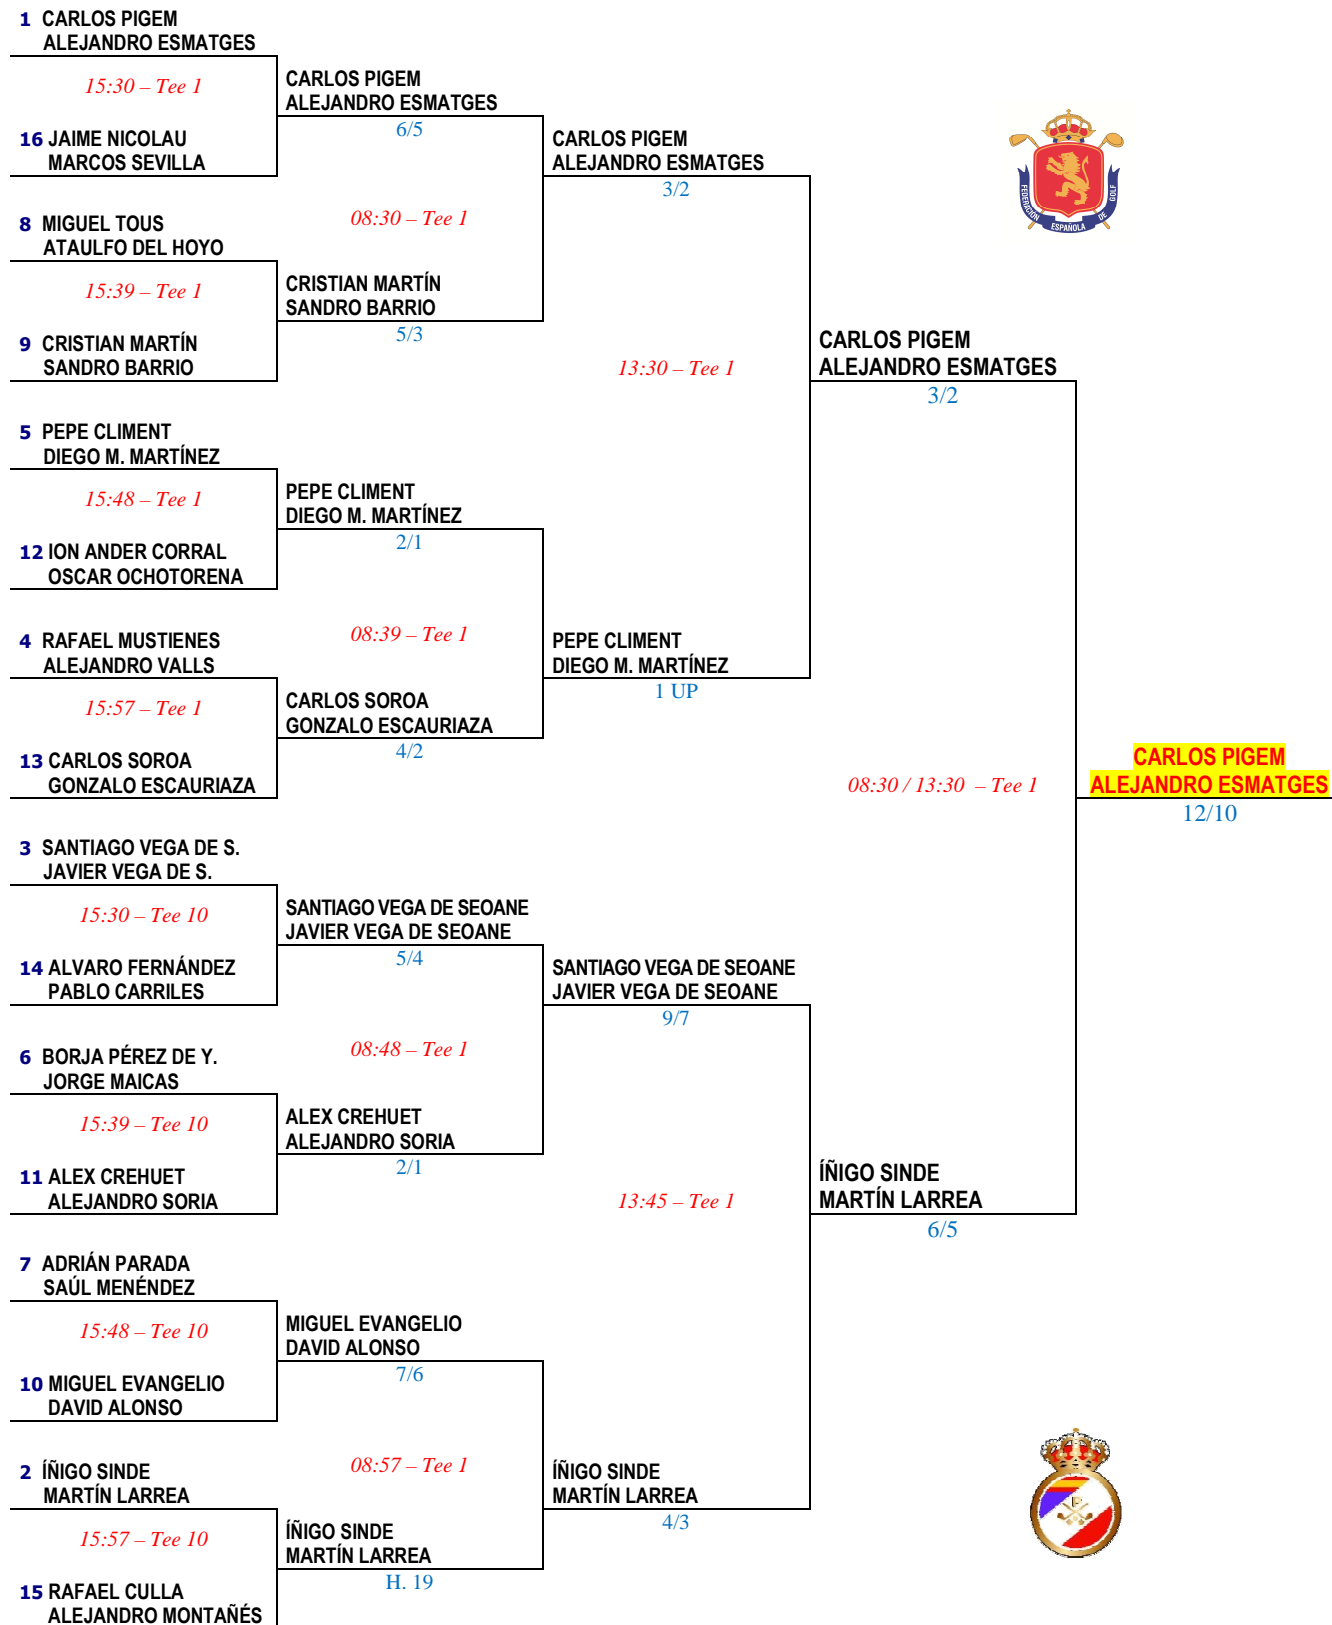 1 CARLOS PIGEM
ALEJANDRO ESMATGES
15:30 – Tee 1
16 JAIME NICOLAU
MARCOS SEVILLA
8 MIGUEL TOUS
ATAULFO DEL HOYO
15:39 – Tee 1
9 CRISTIAN MARTÍN
SANDRO BARRIO
5 PEPE CLIMENT
DIEGO M. MARTÍNEZ
15:48 – Tee 1
12 ION ANDER CORRAL
OSCAR OCHOTORENA
4 RAFAEL MUSTIENES
ALEJANDRO VALLS
15:57 – Tee 1
13 CARLOS SOROA
GONZALO ESCAURIAZA
3 SANTIAGO VEGA DE S.
JAVIER VEGA DE S.
15:30 – Tee 10
14 ALVARO FERNÁNDEZ
PABLO CARRILES
6 BORJA PÉREZ DE Y.
JORGE MAICAS
15:39 – Tee 10
11 ALEX CREHUET
ALEJANDRO SORIA
7 ADRIÁN PARADA
SAÚL MENÉNDEZ
15:48 – Tee 10
10 MIGUEL EVANGELIO
DAVID ALONSO
2 ÍÑIGO SINDE
MARTÍN LARREA
15:57 – Tee 10
15 RAFAEL CULLA
ALEJANDRO MONTAÑÉS
CARLOS PIGEM
ALEJANDRO ESMATGES
6/5
08:30 – Tee 1
CRISTIAN MARTÍN
SANDRO BARRIO
5/3
PEPE CLIMENT
DIEGO M. MARTÍNEZ
2/1
08:39 – Tee 1
CARLOS SOROA
GONZALO ESCAURIAZA
4/2
SANTIAGO VEGA DE SEOANE
JAVIER VEGA DE SEOANE
5/4
08:48 – Tee 1
ALEX CREHUET
ALEJANDRO SORIA
2/1
MIGUEL EVANGELIO
DAVID ALONSO
7/6
08:57 – Tee 1
ÍÑIGO SINDE
MARTÍN LARREA
H. 19
CARLOS PIGEM
ALEJANDRO ESMATGES
3/2
13:30 – Tee 1
PEPE CLIMENT
DIEGO M. MARTÍNEZ
1 UP
SANTIAGO VEGA DE SEOANE
JAVIER VEGA DE SEOANE
9/7
13:45 – Tee 1
ÍÑIGO SINDE
MARTÍN LARREA
4/3
CARLOS PIGEM
ALEJANDRO ESMATGES
3/2
08:30 / 13:30 – Tee 1
ÍÑIGO SINDE
MARTÍN LARREA
6/5
CARLOS PIGEM
ALEJANDRO ESMATGES
12/10
FEDERACION ESPAÑOLA DE GOLF